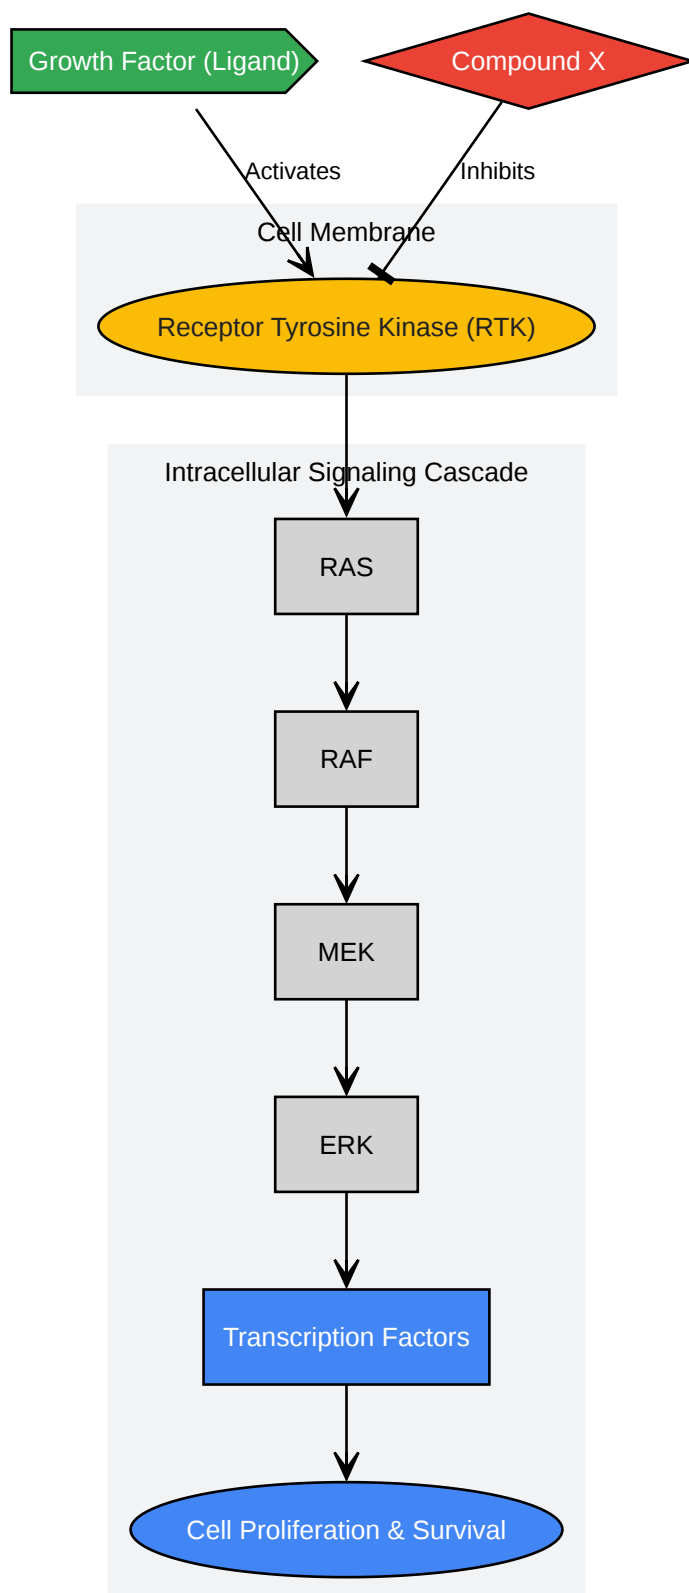 Growth Factor (Ligand)
Compound X
Activates
Inhibits
Cell Membrane
Receptor Tyrosine Kinase (RTK)
Intracellular Signaling Cascade
RAS
RAF
MEK
ERK
Transcription Factors
Cell Proliferation & Survival